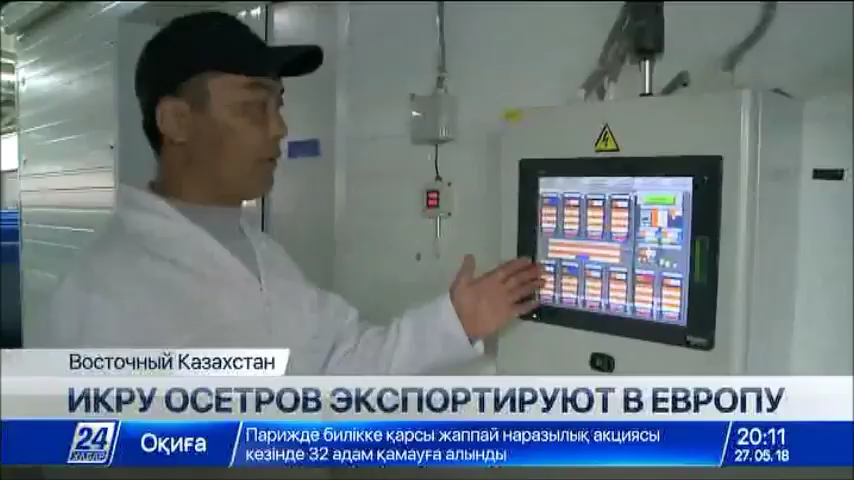 Восточный Казахстан
ИКРУ ОСЕТРОВ ЭКСПОРТИРУЮТ В ЕВРОПУ
24
ХАБАР
Оқиға
Парижде билікке қарсы жаппай наразылық акциясы
кезінде 32 адам қамауға алынды
20:11
27.05.18